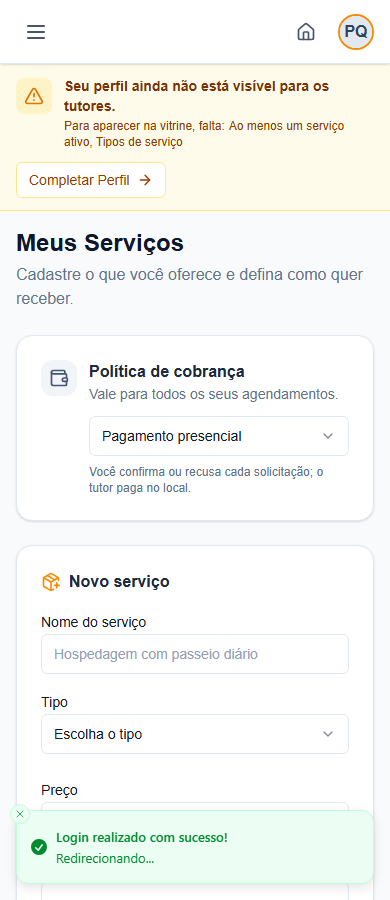 PQ
Seu perfil ainda não está visível para os
tutores.
Para aparecer na vitrine, falta: Ao menos um serviço
ativo, Tipos de serviço
Completar Perfil
Meus Serviços
Cadastre o que você oferece e defina como quer
receber.
Política de cobrança
Vale para todos os seus agendamentos.
Pagamento presencial
Você confirma ou recusa cada solicitação; o
tutor paga no local.
Novo serviço
Nome do serviço
Hospedagem com passeio diário
Tipo
Escolha o tipo
Preço
Login realizado com sucesso!
Redirecionando...